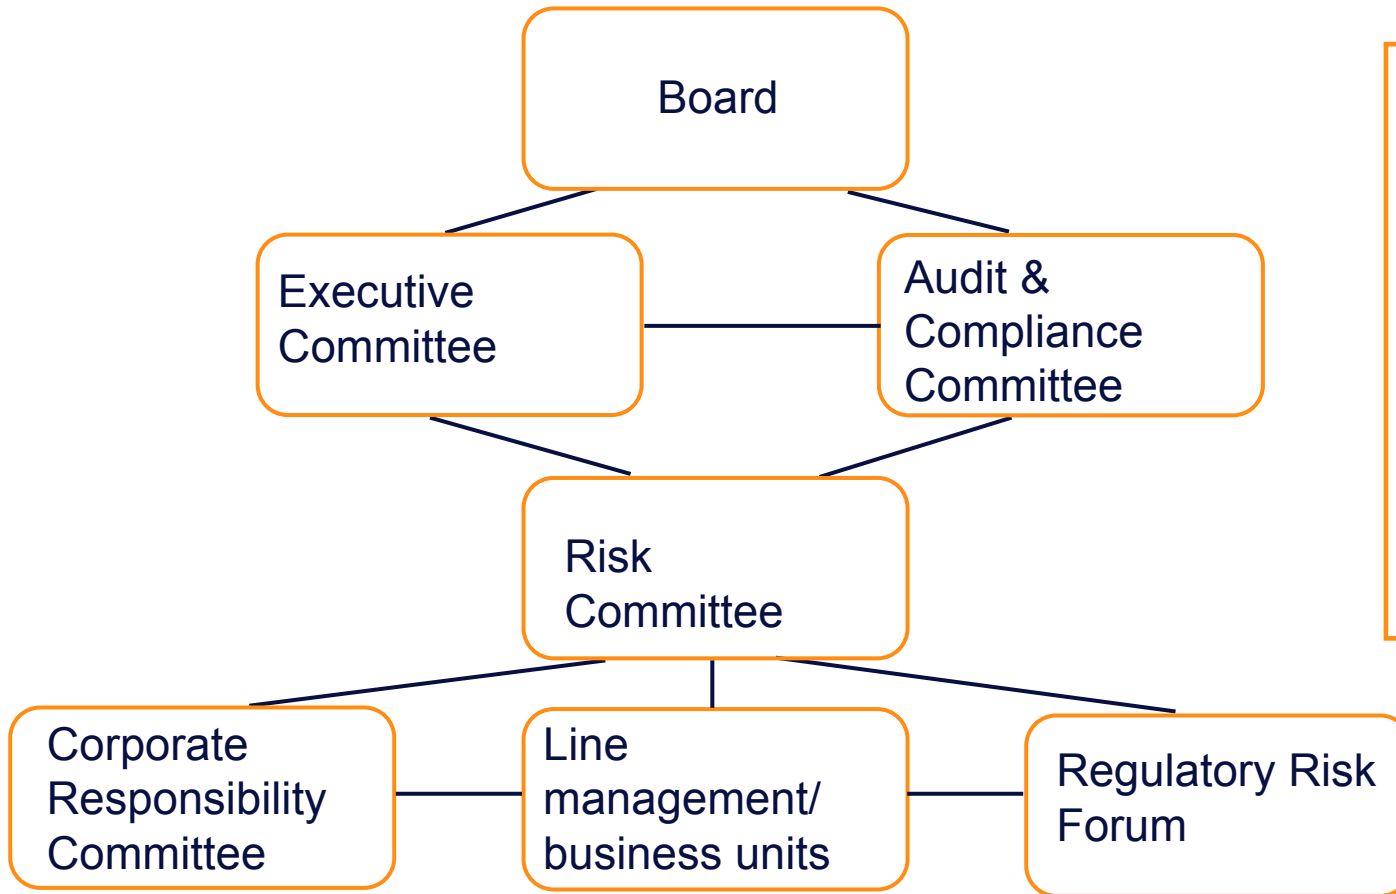 Board
Executive
Committee
Audit &
Compliance
Committee
Risk
Committee
Corporate
Responsibility
Committee
Line
management/
business units
Regulatory Risk
Forum